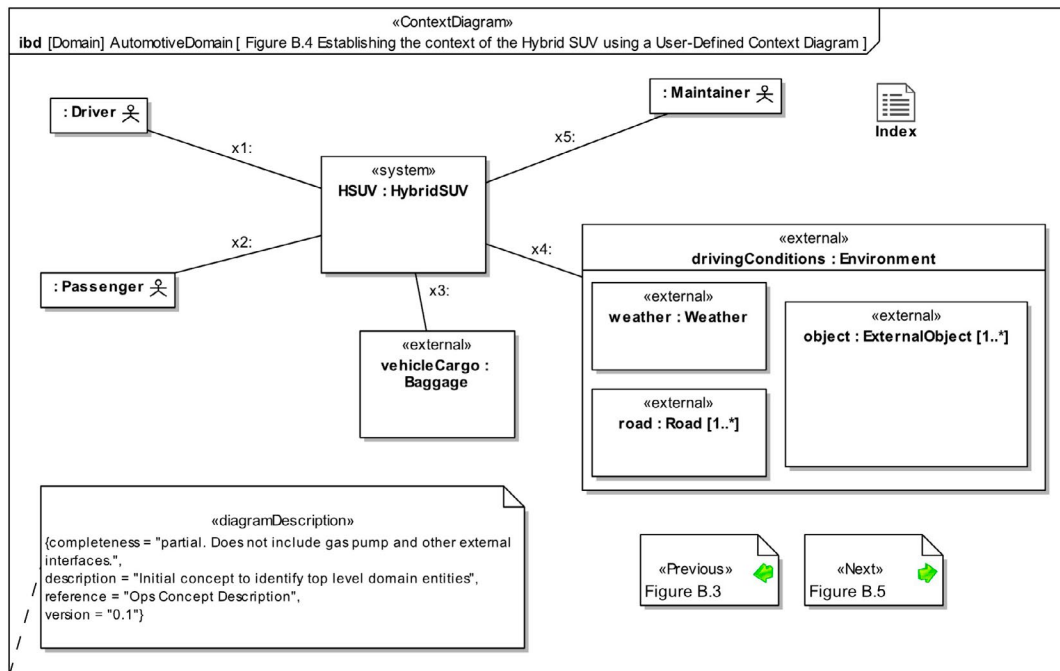 «ContextDiagram»
ibd [Domain] AutomotiveDomain [ Figure B.4 Establishing the context of the Hybrid SUV using a User-Defined Context Diagram ]
: Driver
: Maintainer
Index
x1:
x5:
«system»
HSUV : HybridSUV
x2:
x4:
: Passenger
x3:
«external»
vehicleCargo :
Baggage
«external»
drivingConditions : Environment
«external»
weather : Weather
«external»
object : ExternalObject [1..*]
«external»
road : Road [1..*]
«diagramDescription»
{completeness = "partial. Does not include gas pump and other external
interfaces.",
description = "Initial concept to identify top level domain entities",
reference = "Ops Concept Description",
version = "0.1"}
«Previous»
Figure B.3
«Next»
Figure B.5